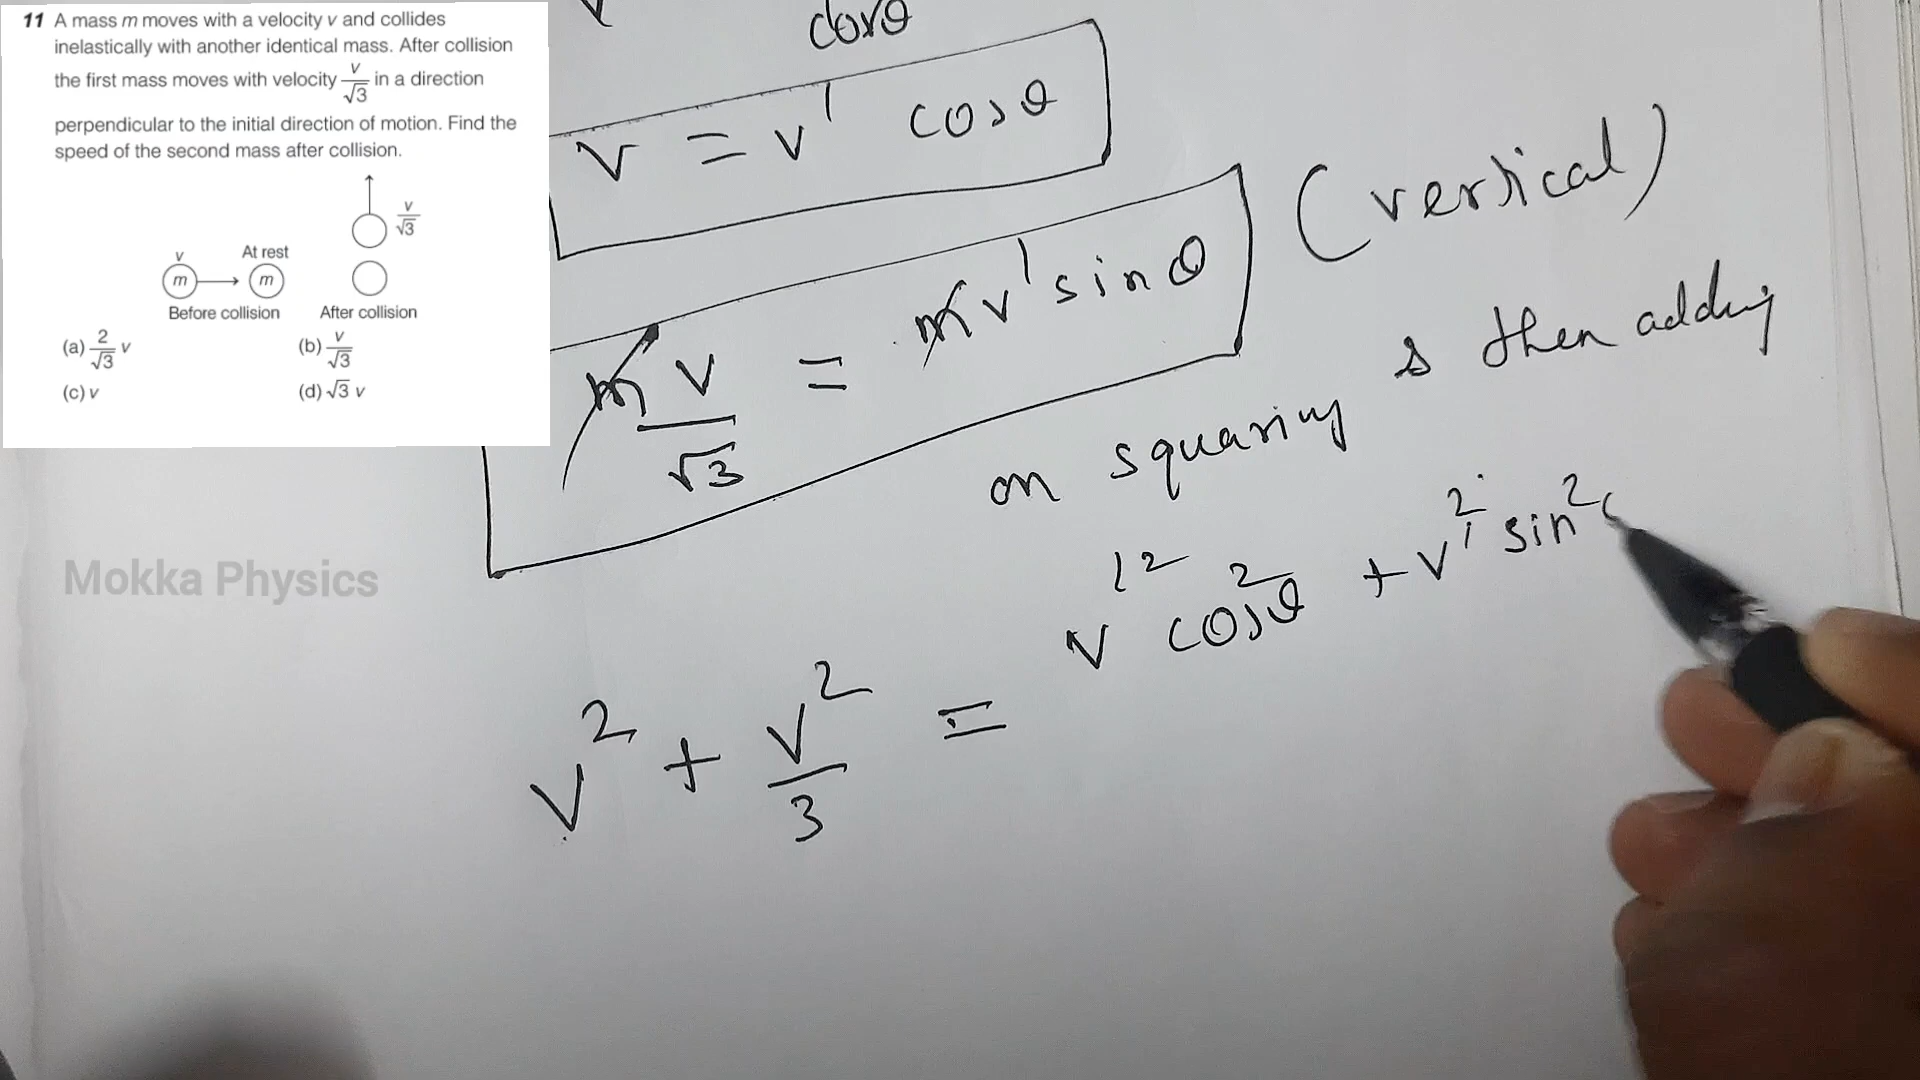 11 A mass m moves with a velocity v and collides
inelastically with another identical mass. After collision
the first mass moves with velocity v/√3 in a direction
perpendicular to the initial direction of motion. Find the
speed of the second mass after collision.
v/√3
v At rest
m m
Before collision After collision
(a) 2/√3 v (b) v/√3
(c) v (d) √3 v
cosθ
v = v' cosθ
(vertical)
m v/√3 = m v' sinθ
on squaring & then adding
v² + v²/3 = v'² cos²θ + v'² sin²
Mokka Physics